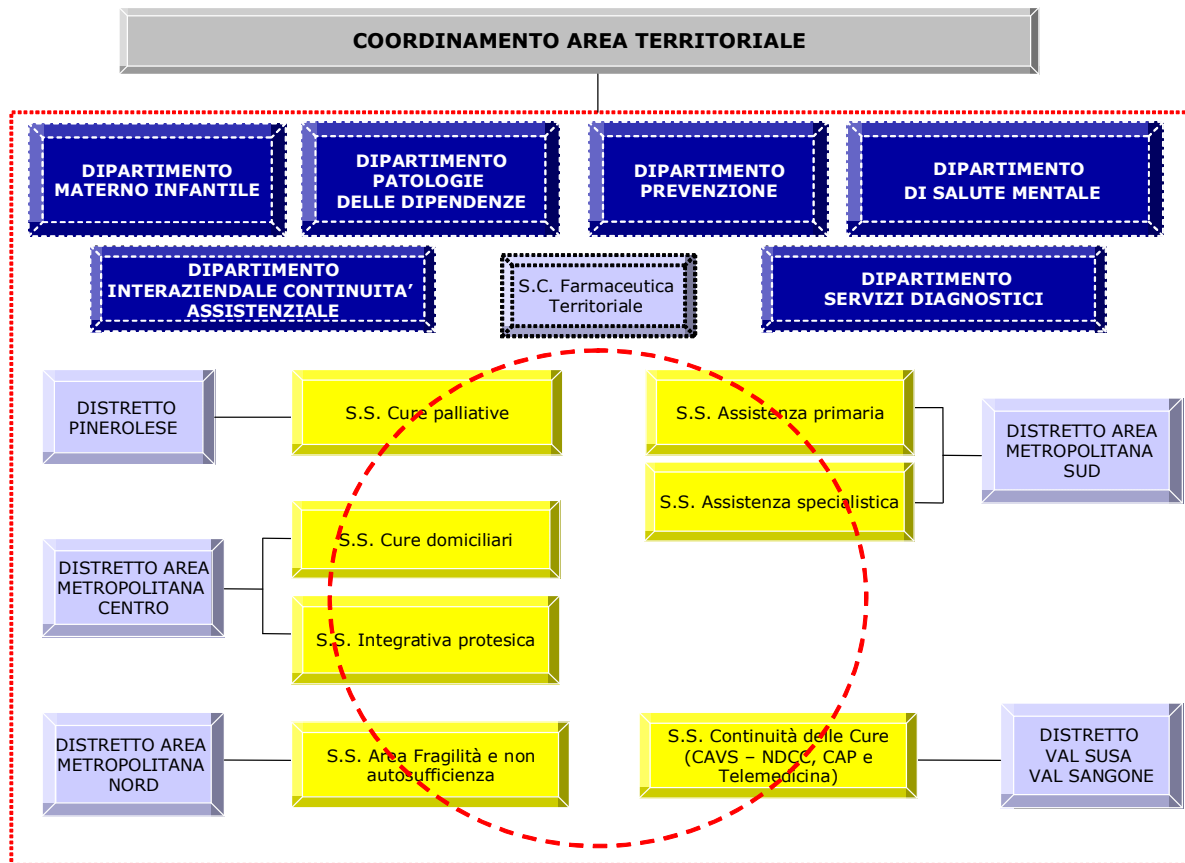 COORDINAMENTO AREA TERRITORIALE
DIPARTIMENTO
MATERNO INFANTILE
DIPARTIMENTO
PATOLOGIE
DELLE DIPENDENZE
DIPARTIMENTO
PREVENZIONE
DIPARTIMENTO
DI SALUTE MENTALE
DIPARTIMENTO
INTERAZIENDALE CONTINUITA’
ASSISTENZIALE
S.C. Farmaceutica
Territoriale
DIPARTIMENTO
SERVIZI DIAGNOSTICI
DISTRETTO
PINEROLESE
S.S. Cure palliative
S.S. Assistenza primaria
DISTRETTO AREA
METROPOLITANA
SUD
S.S. Assistenza specialistica
DISTRETTO AREA
METROPOLITANA
CENTRO
S.S. Cure domiciliari
S.S. Integrativa protesica
DISTRETTO AREA
METROPOLITANA
NORD
S.S. Area Fragilità e non
autosufficienza
S.S. Continuità delle Cure
(CAVS – NDCC, CAP e
Telemedicina)
DISTRETTO
VAL SUSA
VAL SANGONE